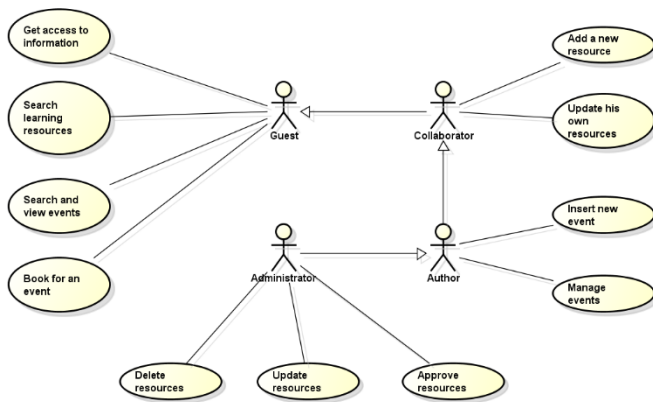 Get access to
information
Search
learning
resources
Search and
view events
Book for an
event
Guest
Collaborator
Add a new
resource
Update his
own
resources
Administrator
Author
Insert new
event
Manage
events
Delete
resources
Update
resources
Approve
resources